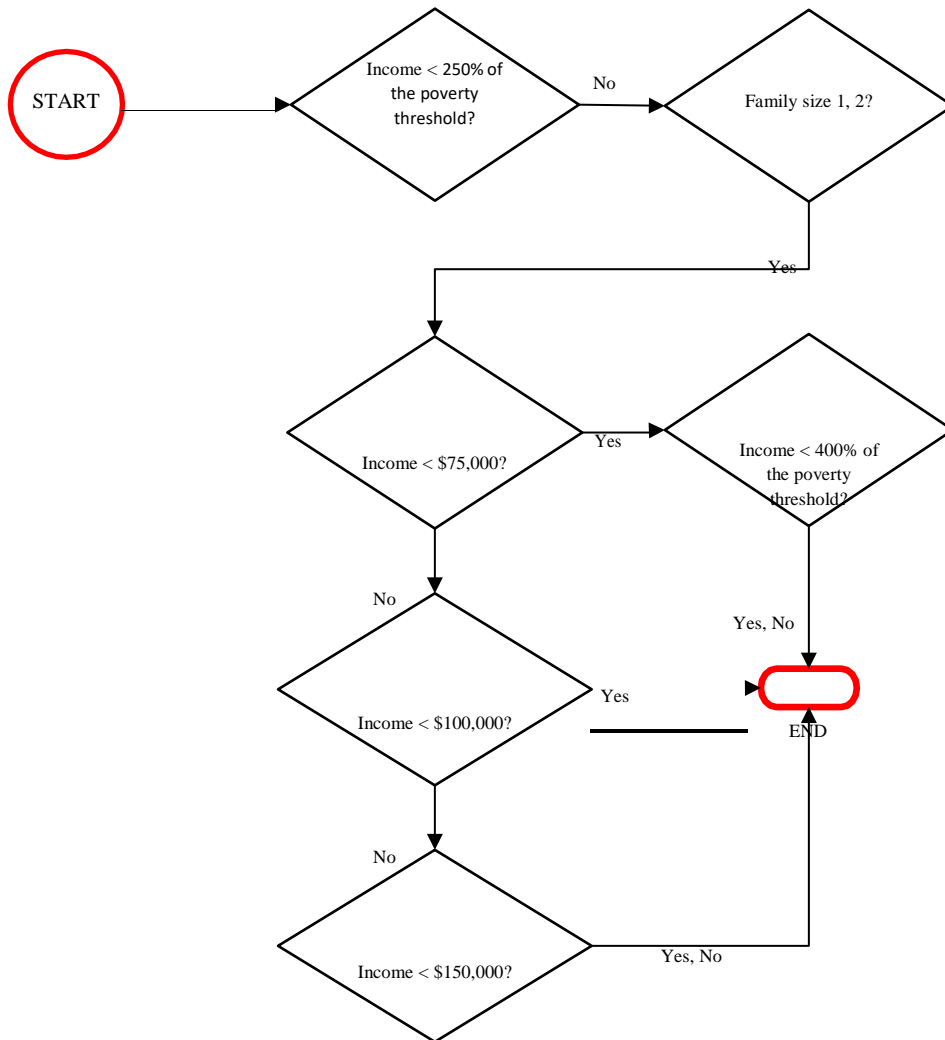 START
Income < 250% of
the poverty
threshold?
No
Family size 1, 2?
Yes
Income < $75,000?
Yes
Income < 400% of
the poverty
threshold?
No
Yes, No
Income < $100,000?
Yes
END
No
Income < $150,000?
Yes, No